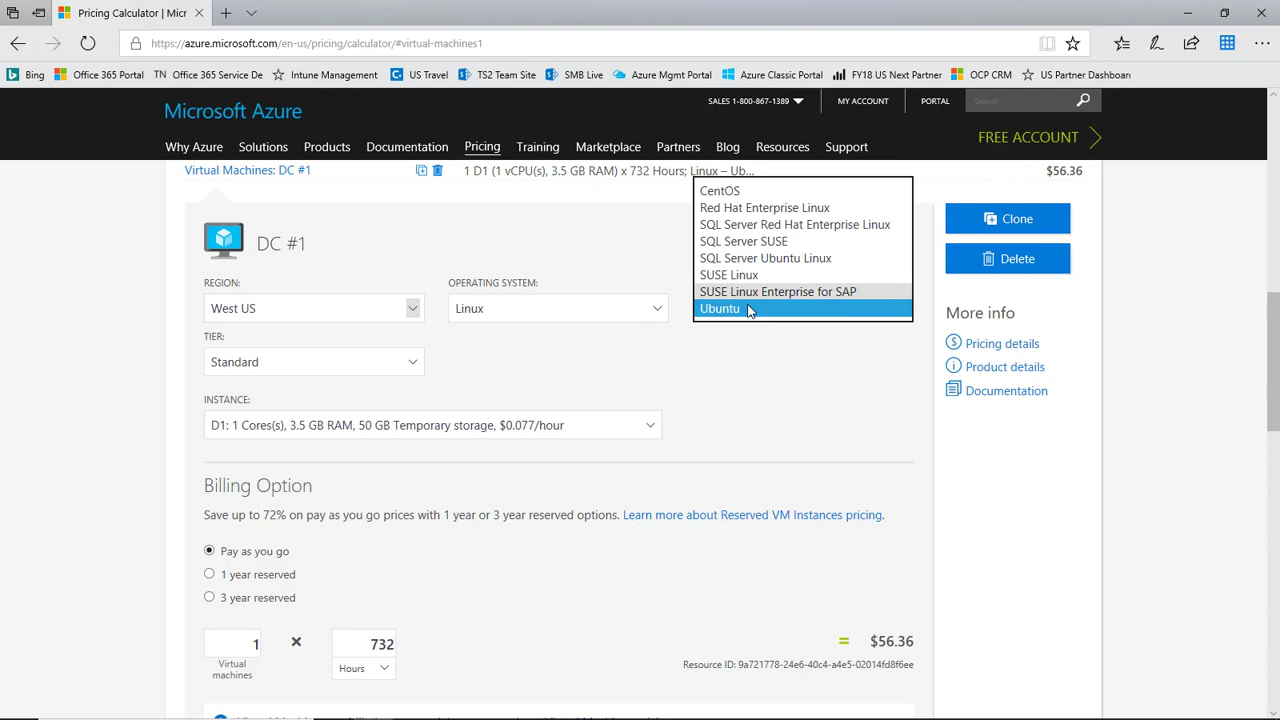 Pricing Calculator | Micr
https://azure.microsoft.com/en-us/pricing/calculator/#virtual-machines1
Bing Office 365 Portal TN Office 365 Service De Intune Management US Travel TS2 Team Site SMB Live Azure Mgmt Portal Azure Classic Portal FY18 US Next Partner OCP CRM US Partner Dashboard
Microsoft Azure
SALES 1-800-867-1389 MY ACCOUNT PORTAL Search
FREE ACCOUNT
Why Azure Solutions Products Documentation Pricing Training Marketplace Partners Blog Resources Support
Virtual Machines: DC #1 1 D1 (1 vCPU(s), 3.5 GB RAM) x 732 Hours; Linux – Ub... $56.36
CentOS
Red Hat Enterprise Linux
SQL Server Red Hat Enterprise Linux
SQL Server SUSE
SQL Server Ubuntu Linux
SUSE Linux
SUSE Linux Enterprise for SAP
Ubuntu
Clone
Delete
DC #1
REGION: OPERATING SYSTEM:
West US Linux
TIER:
Standard
INSTANCE:
D1: 1 Cores(s), 3.5 GB RAM, 50 GB Temporary storage, $0.077/hour
More info
Pricing details
Product details
Documentation
Billing Option
Save up to 72% on pay as you go prices with 1 year or 3 year reserved options. Learn more about Reserved VM Instances pricing.
Pay as you go
1 year reserved
3 year reserved
1 × 732 = $56.36
Virtual machines
Hours
Resource ID: 9a721778-24e6-40c4-a4e5-02014fd8f6ee